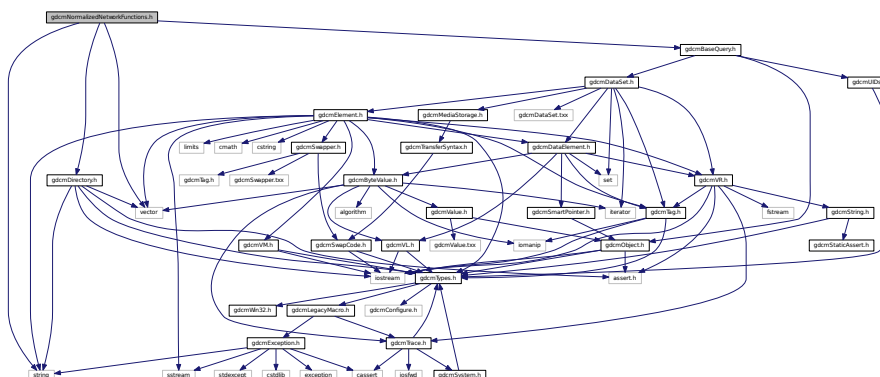 gdcmNormalizedNetworkFunctions.h
gdcmBaseQuery.h
gdcmDataSet.h
gdcmUIDs
gdcmElement.h
gdcmMediaStorage.h
gdcmDataSet.txx
limits
cmath
cstring
gdcmSwapper.h
gdcmTransferSyntax.h
gdcmDataElement.h
gdcmDirectory.h
gdcmTag.h
gdcmSwapper.txx
gdcmByteValue.h
set
gdcmVR.h
vector
algorithm
gdcmValue.h
gdcmSmartPointer.h
iterator
gdcmTag.h
fstream
gdcmString.h
gdcmVM.h
gdcmSwapCode.h
gdcmVL.h
gdcmValue.txx
iomanip
gdcmObject.h
gdcmStaticAssert.h
iostream
gdcmTypes.h
assert.h
gdcmWin32.h
gdcmLegacyMacro.h
gdcmConfigure.h
gdcmException.h
gdcmTrace.h
string
sstream
stdexcept
cstdlib
exception
cassert
iosfwd
gdcmSystem.h